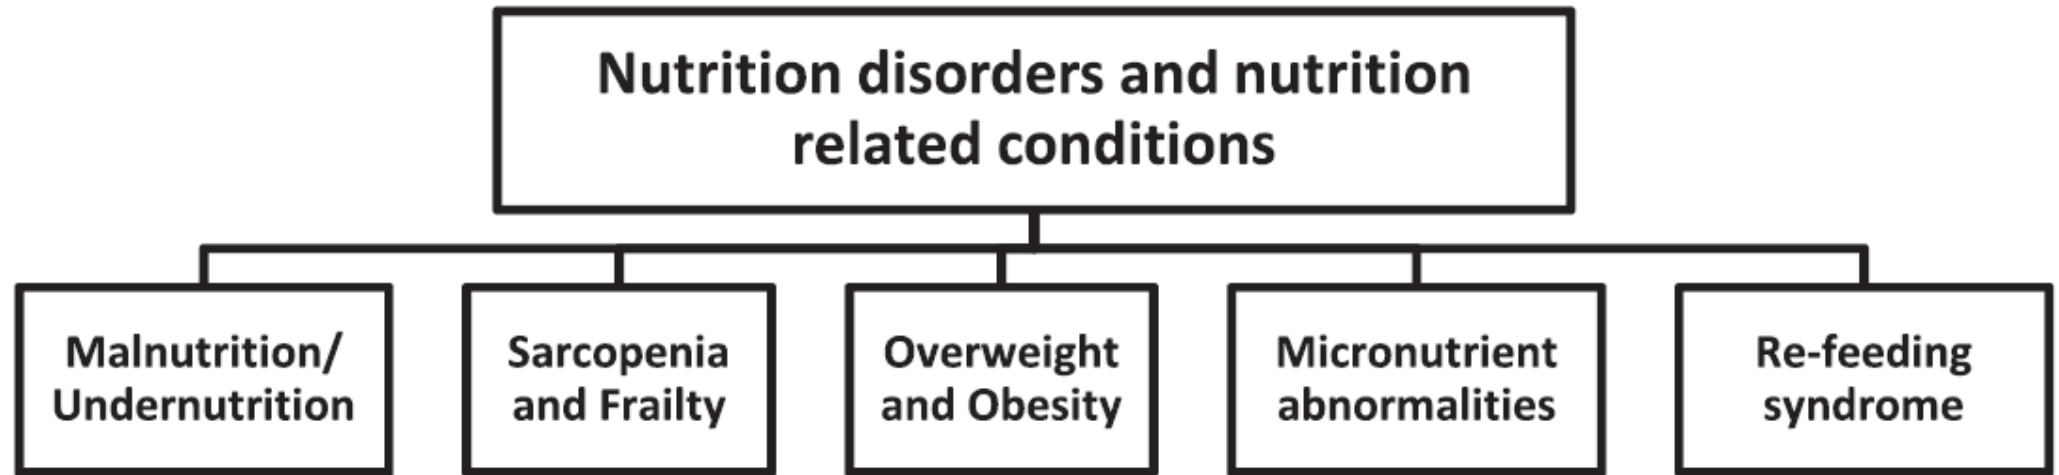 Nutrition disorders and nutrition
related conditions
Malnutrition/
Undernutrition
Sarcopenia
and Frailty
Overweight
and Obesity
Micronutrient
abnormalities
Re-feeding
syndrome